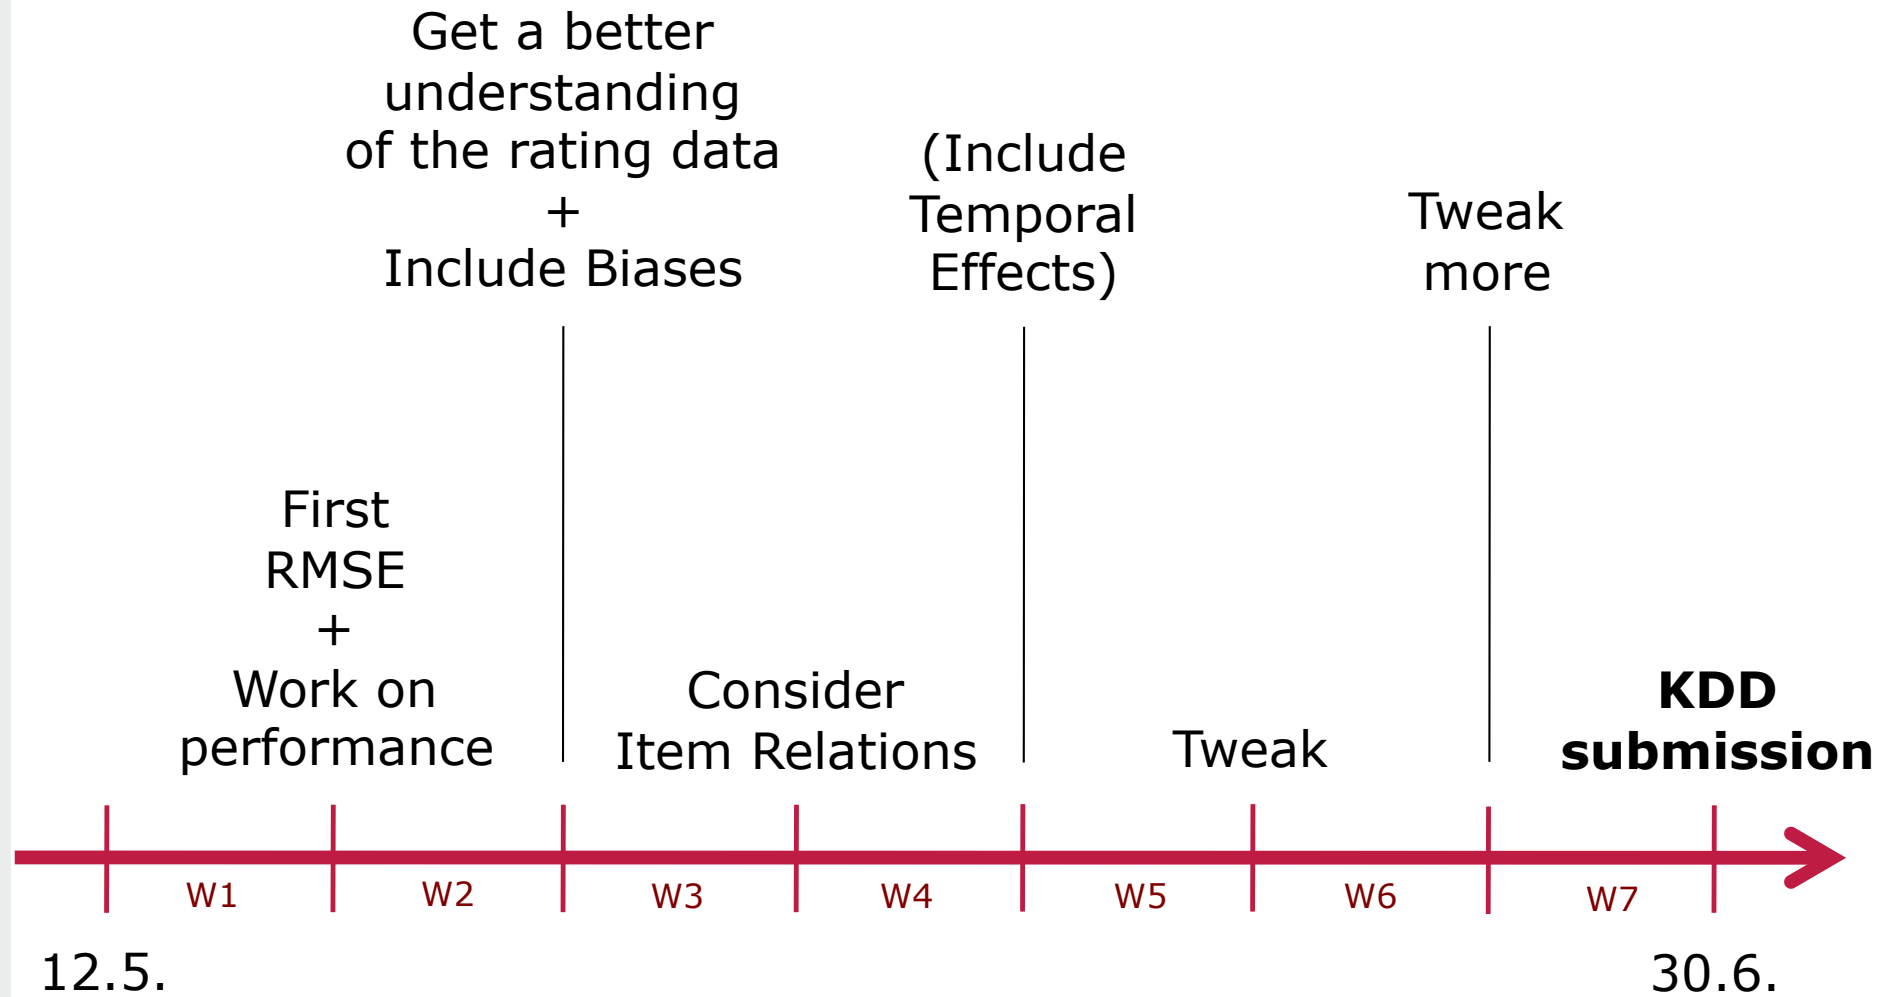 Get a better
understanding
of the rating data
+
Include Biases
(Include
Temporal
Effects)
Tweak
more
First
RMSE
+
Work on
performance
Consider
Item Relations
Tweak
KDD
submission
W1
W2
W3
W4
W5
W6
W7
12.5.
30.6.